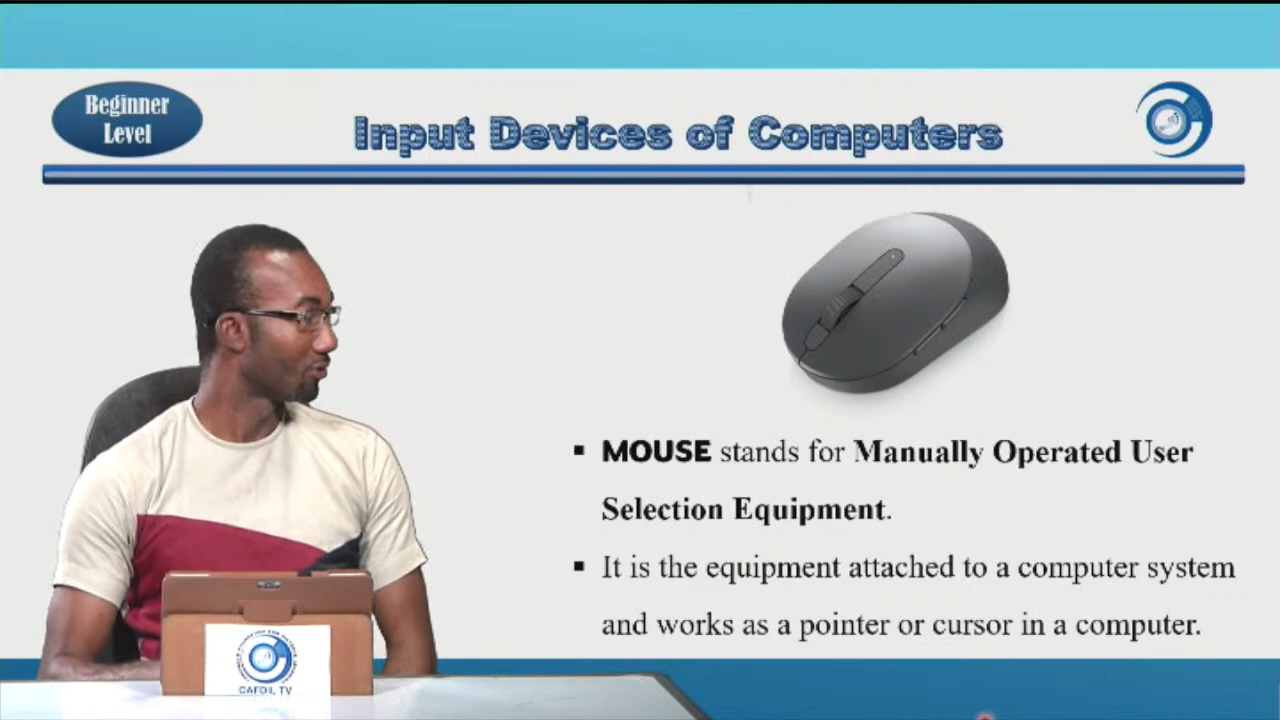 Beginner
Level
Input Devices of Computers
▪ MOUSE stands for Manually Operated User
Selection Equipment.
▪ It is the equipment attached to a computer system
and works as a pointer or cursor in a computer.
CAFOIL TV